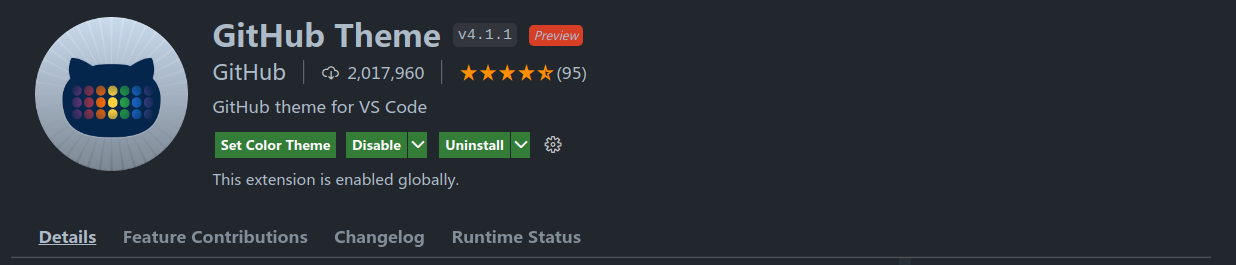 GitHub Theme v4.1.1 Preview
GitHub 2,017,960 (95)
GitHub theme for VS Code
Set Color Theme Disable Uninstall
This extension is enabled globally.
Details Feature Contributions Changelog Runtime Status